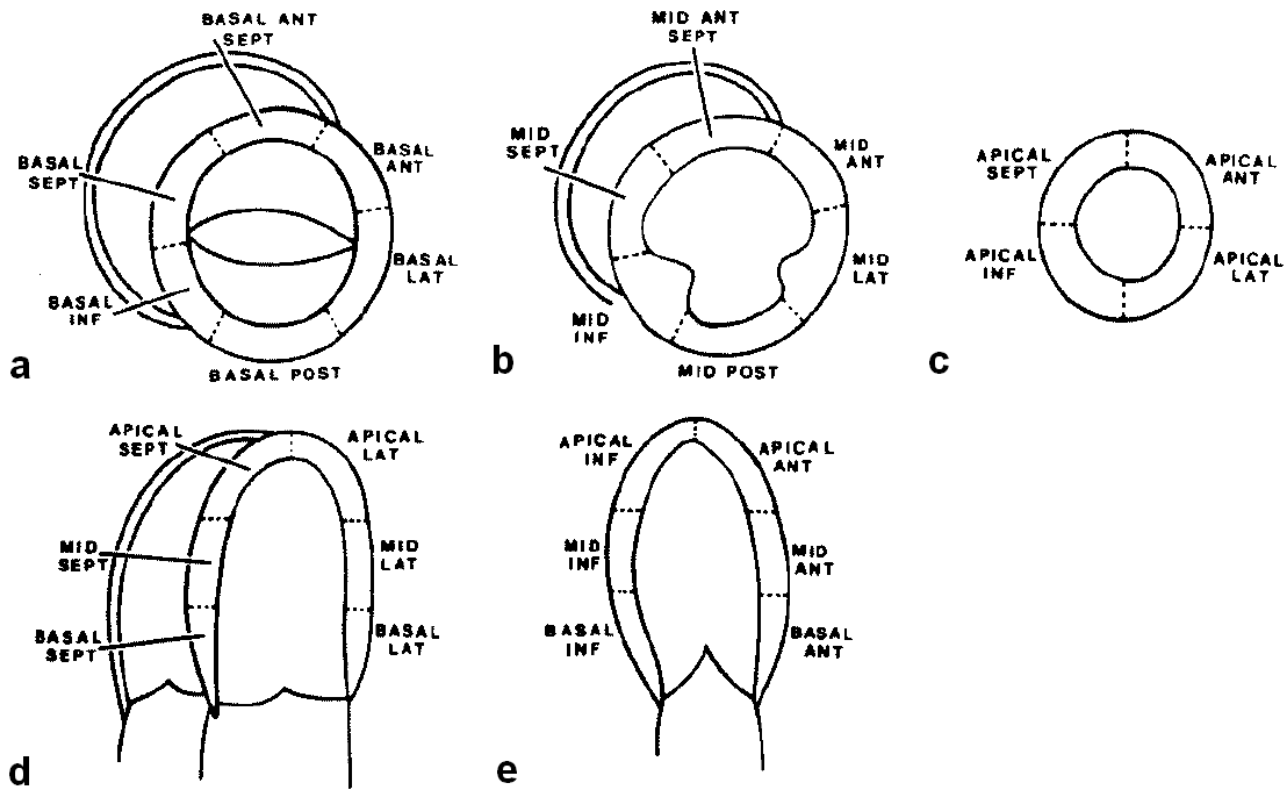 BASAL ANT
SEPT
BASAL
SEPT
BASAL
ANT
BASAL
LAT
BASAL
INF
BASAL POST
a
MID ANT
SEPT
MID
SEPT
MID
ANT
MID
LAT
MID
INF
MID POST
b
APICAL
SEPT
APICAL
ANT
APICAL
INF
APICAL
LAT
c
APICAL
SEPT
APICAL
LAT
MID
SEPT
MID
LAT
BASAL
SEPT
BASAL
LAT
d
APICAL
INF
APICAL
ANT
MID
INF
MID
ANT
BASAL
INF
BASAL
ANT
e